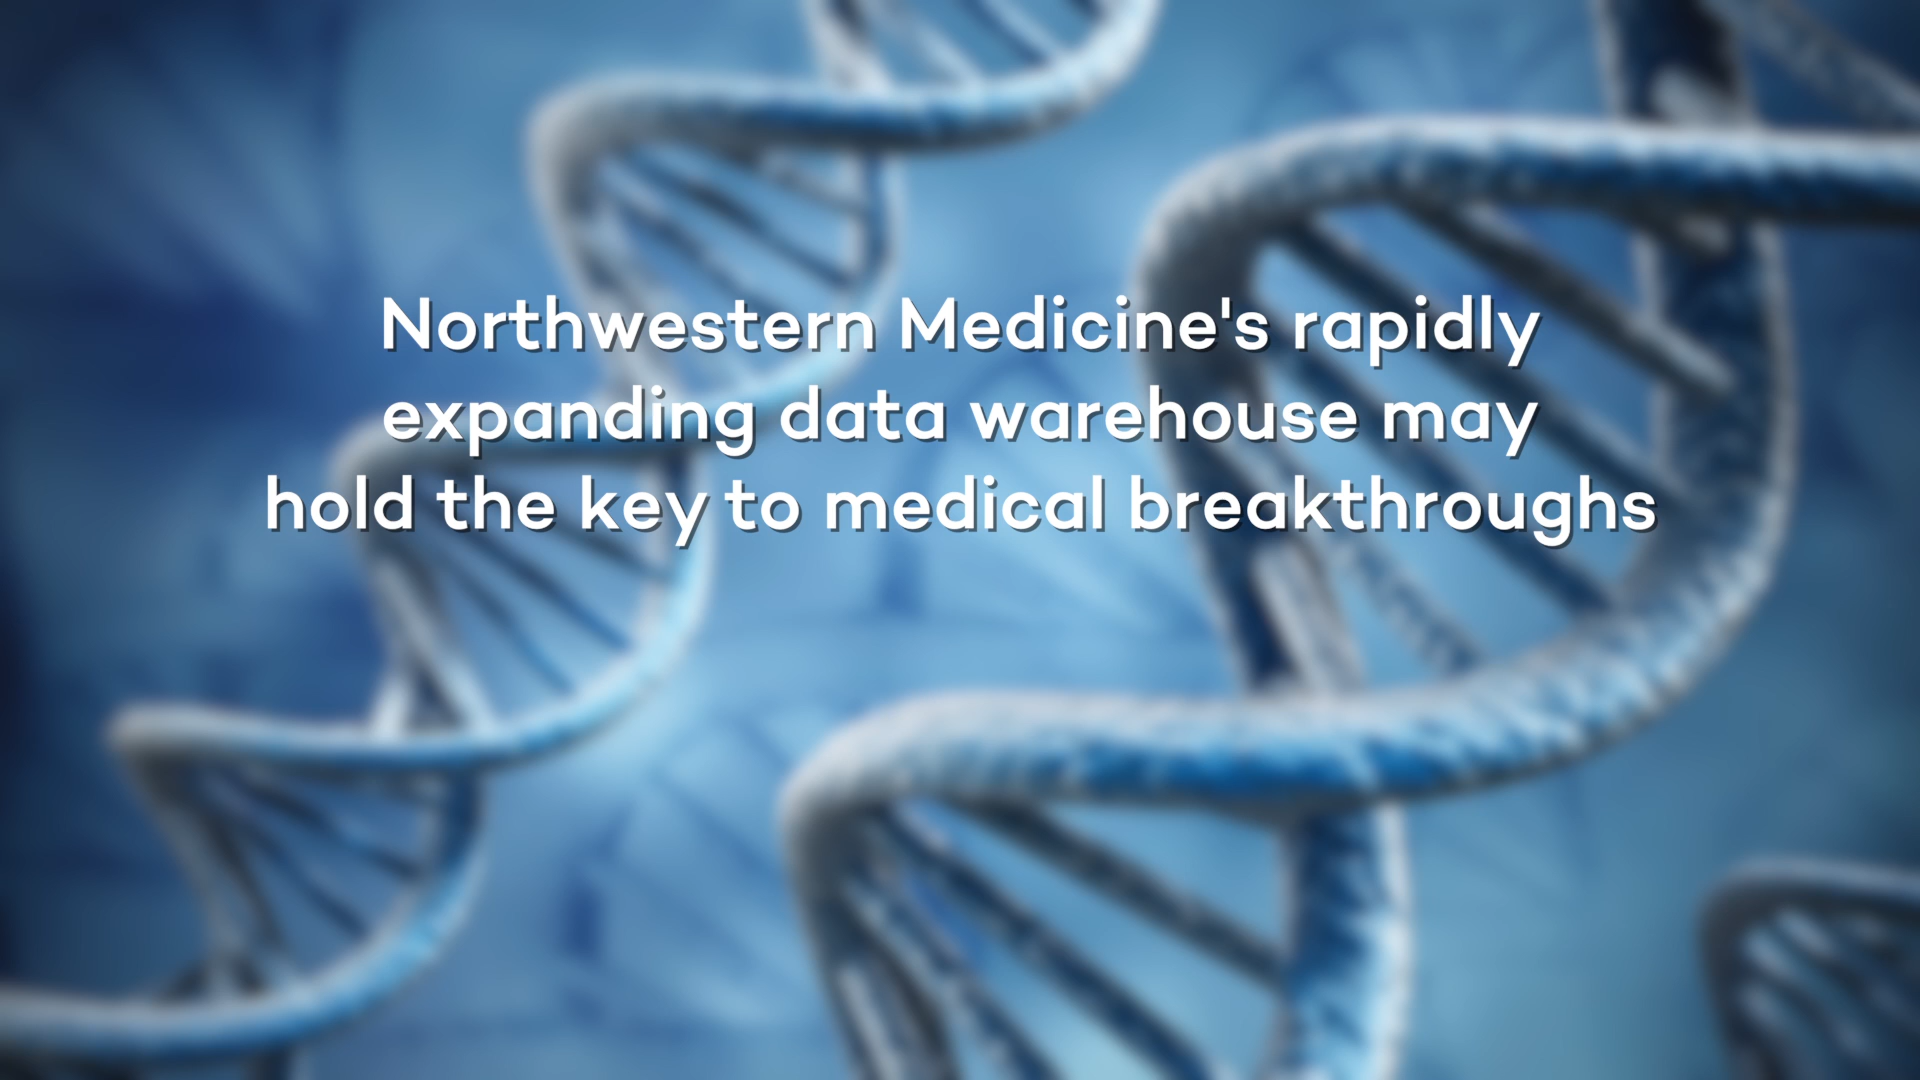 Northwestern Medicine's rapidly
expanding data warehouse may
hold the key to medical breakthroughs